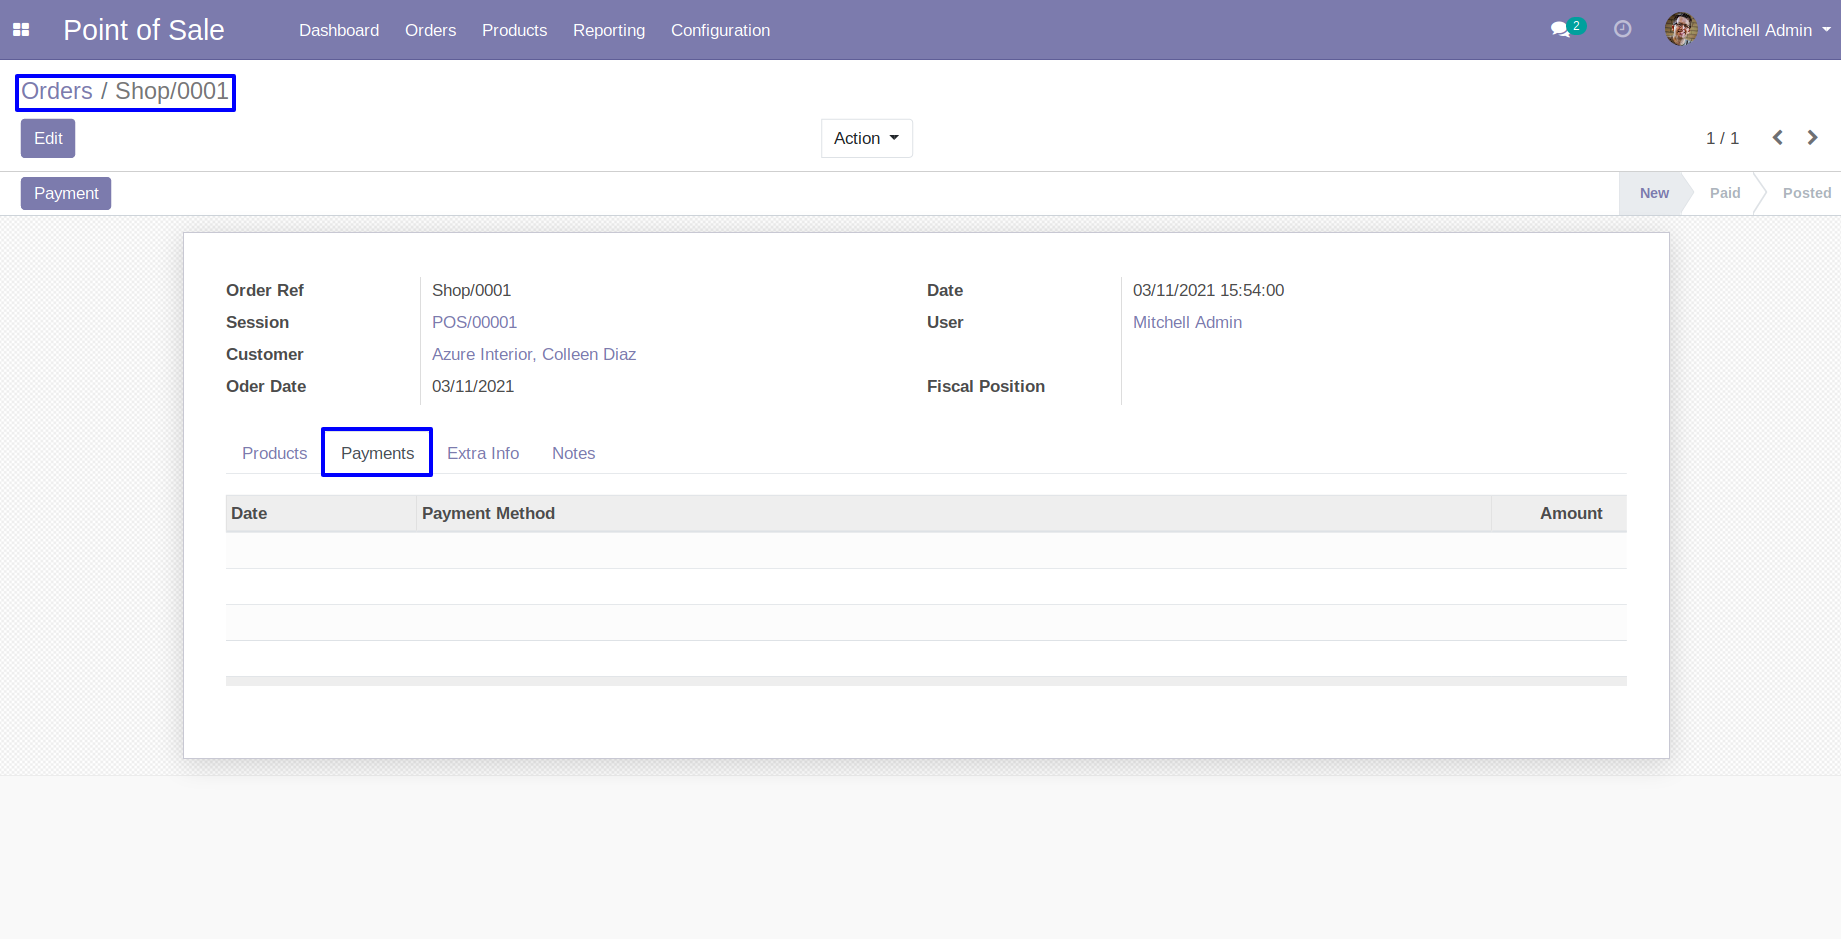 Point of Sale Dashboard Orders Products Reporting Configuration 2 Mitchell Admin
Orders / Shop/0001
Edit Action 1 / 1
Payment New Paid Posted
Order Ref Shop/0001 Date 03/11/2021 15:54:00
Session POS/00001 User Mitchell Admin
Customer Azure Interior, Colleen Diaz
Oder Date 03/11/2021 Fiscal Position
Products Payments Extra Info Notes
Date Payment Method Amount